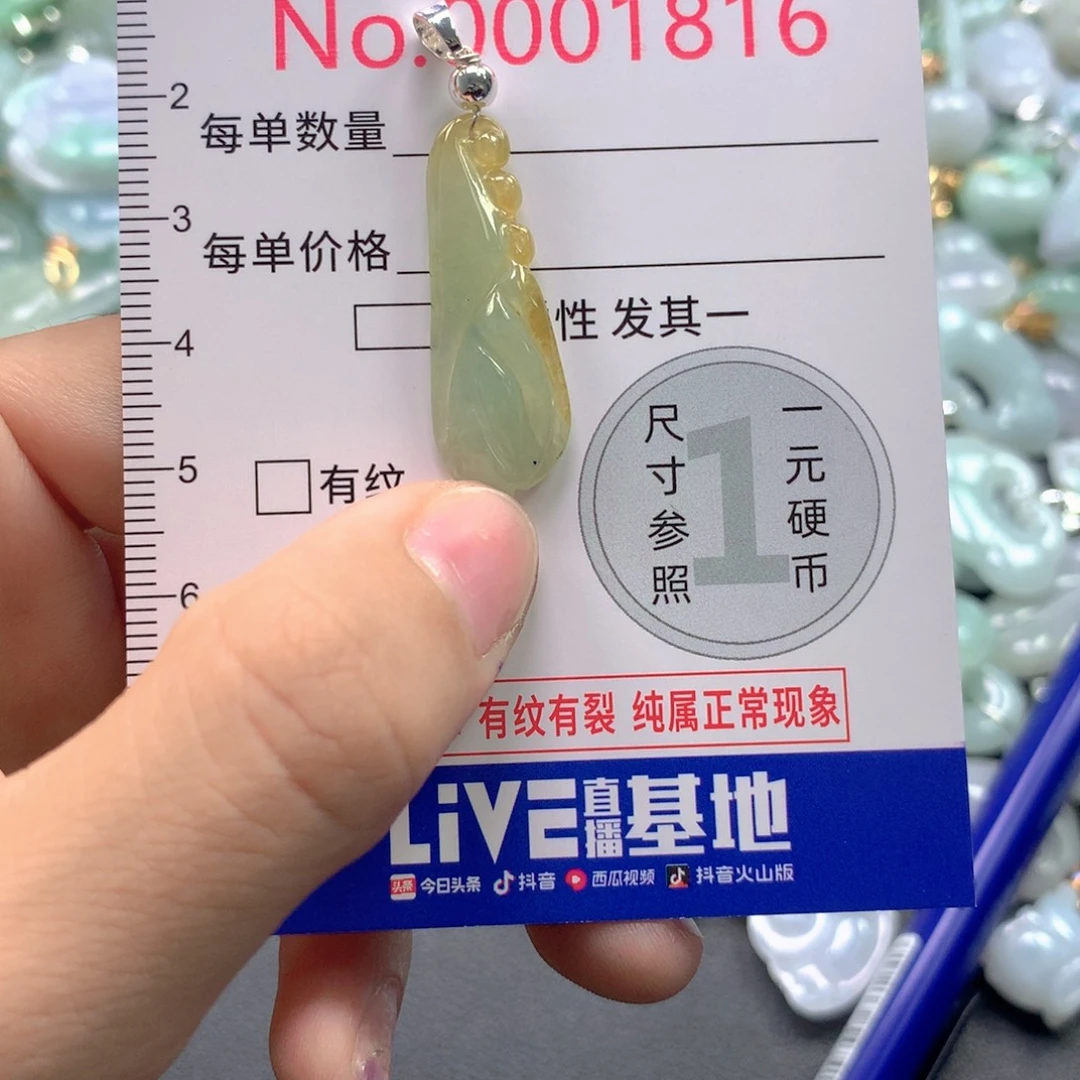 No.0001816
2
每单数量
3
每单价格
性 发其一
4
尺寸参照
1
一元硬币
5
有纹
6
有纹有裂 纯属正常现象
LiVE直播基地
头条 今日头条 抖音 西瓜视频 抖音火山版